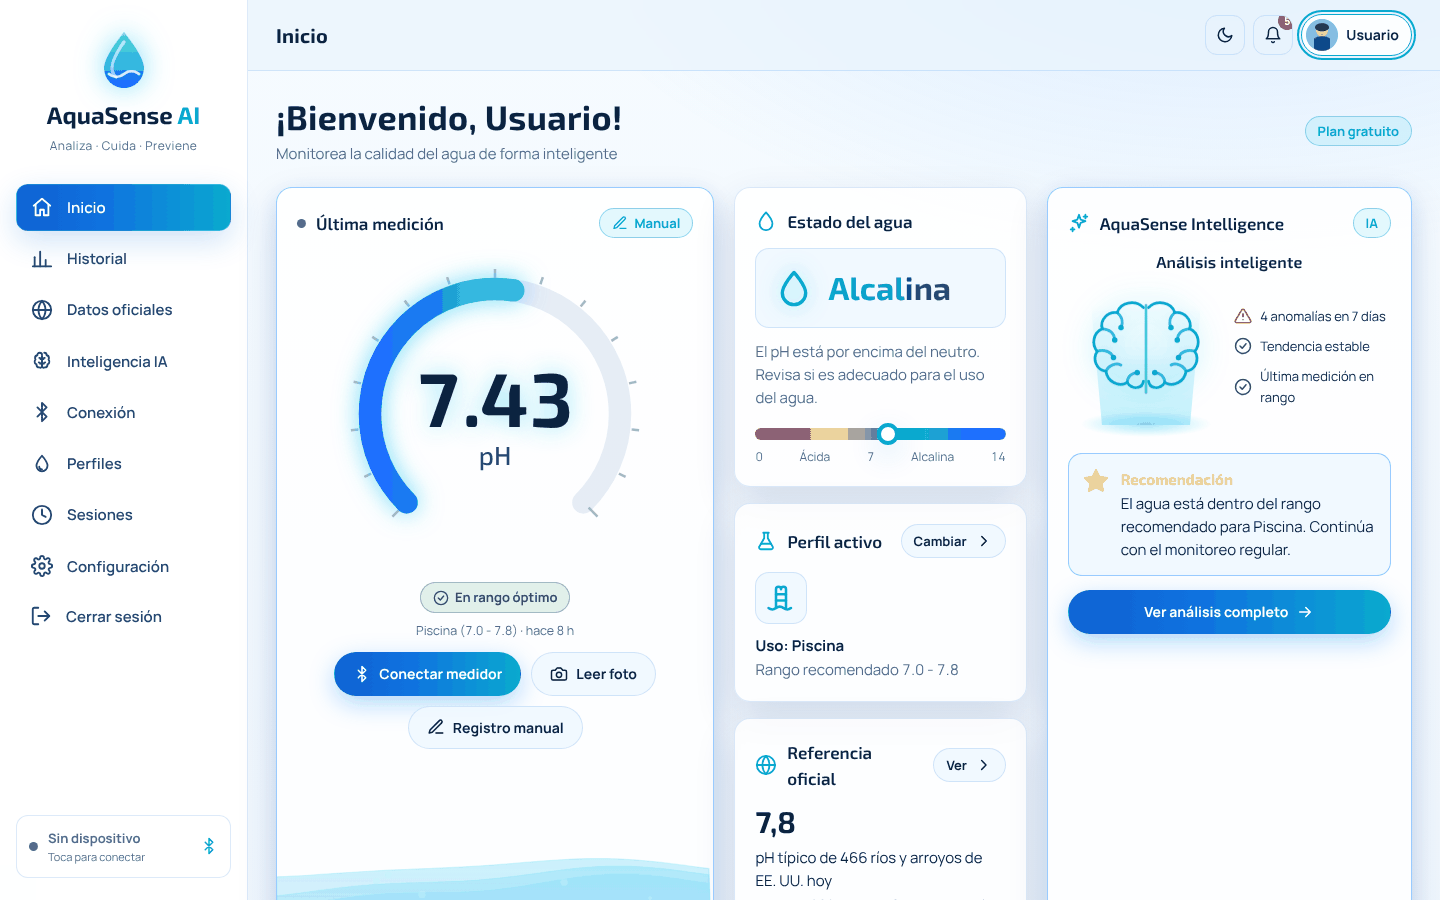 AquaSense AI
Analiza · Cuida · Previene
Inicio
Historial
Datos oficiales
Inteligencia IA
Conexión
Perfiles
Sesiones
Configuración
Cerrar sesión
Sin dispositivo
Toca para conectar
Inicio
5
Usuario
¡Bienvenido, Usuario!
Monitorea la calidad del agua de forma inteligente
Plan gratuito
Última medición
Manual
7.43
pH
En rango óptimo
Piscina (7.0 - 7.8) · hace 8 h
Conectar medidor
Leer foto
Registro manual
Estado del agua
Alcalina
El pH está por encima del neutro.
Revisa si es adecuado para el uso
del agua.
0 Ácida 7 Alcalina 14
Perfil activo
Cambiar
Uso: Piscina
Rango recomendado 7.0 - 7.8
Referencia
oficial
Ver
7,8
pH típico de 466 ríos y arroyos de
EE. UU. hoy
AquaSense Intelligence
IA
Análisis inteligente
4 anomalías en 7 días
Tendencia estable
Última medición en
rango
Recomendación
El agua está dentro del rango
recomendado para Piscina. Continúa
con el monitoreo regular.
Ver análisis completo